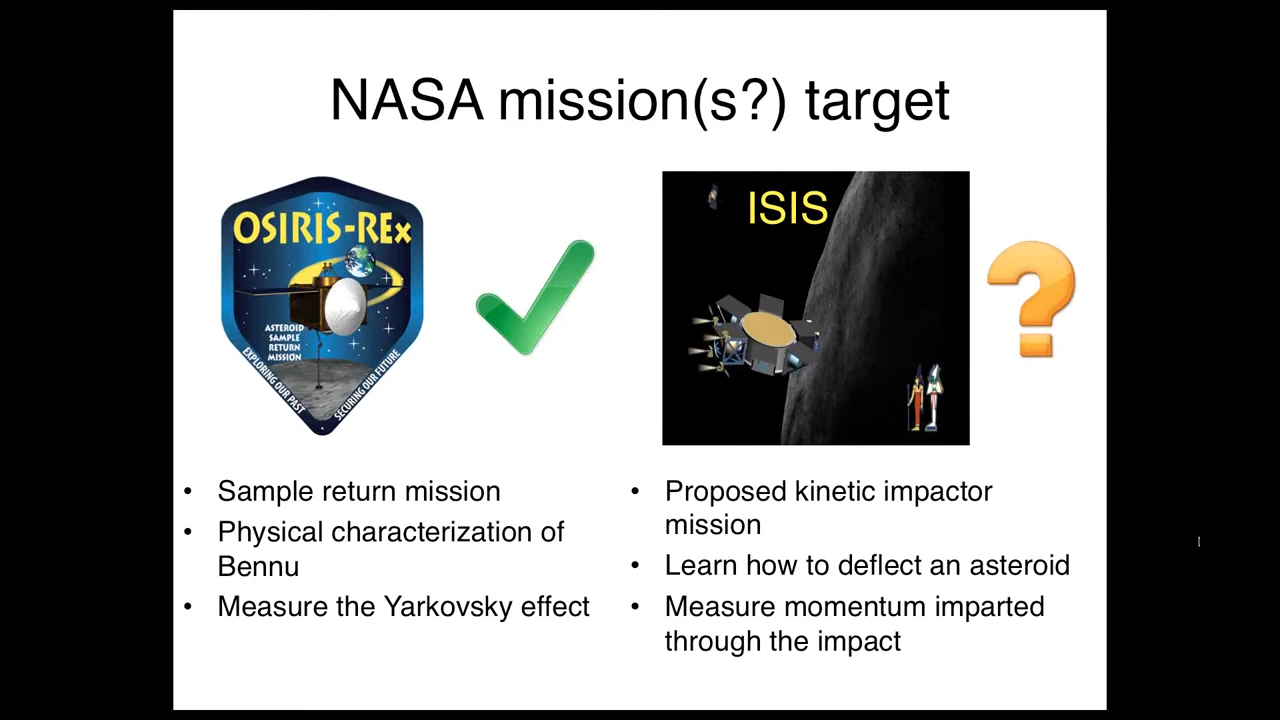 NASA mission(s?) target
OSIRIS-REx
ASTEROID
SAMPLE
RETURN
MISSION
EXPLORING OUR PAST
SECURING OUR FUTURE
• Sample return mission
• Physical characterization of
Bennu
• Measure the Yarkovsky effect
ISIS
?
• Proposed kinetic impactor
mission
• Learn how to deflect an asteroid
• Measure momentum imparted
through the impact